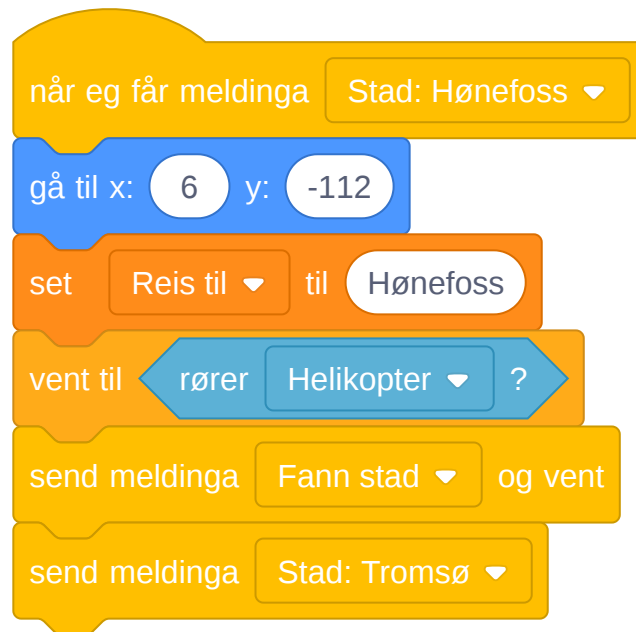 når eg får meldinga Stad: Hønefoss
gå til x: 6 y: -112
set Reis til til Hønefoss
vent til rører Helikopter ?
send meldinga Fann stad og vent
send meldinga Stad: Tromsø